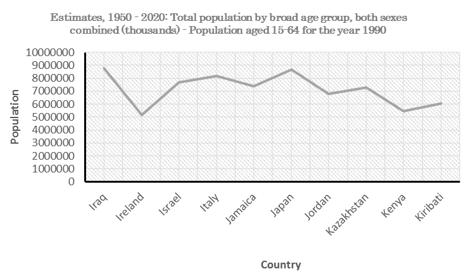 Estimates, 1950 - 2020: Total population by broad age group, both sexes
combined (thousands) - Population aged 15-64 for the year 1990
Population
10000000
9000000
8000000
7000000
6000000
5000000
4000000
3000000
2000000
1000000
0
Iraq
Ireland
Israel
Italy
Jamaica
Japan
Jordan
Kazakhstan
Kenya
Kiribati
Country